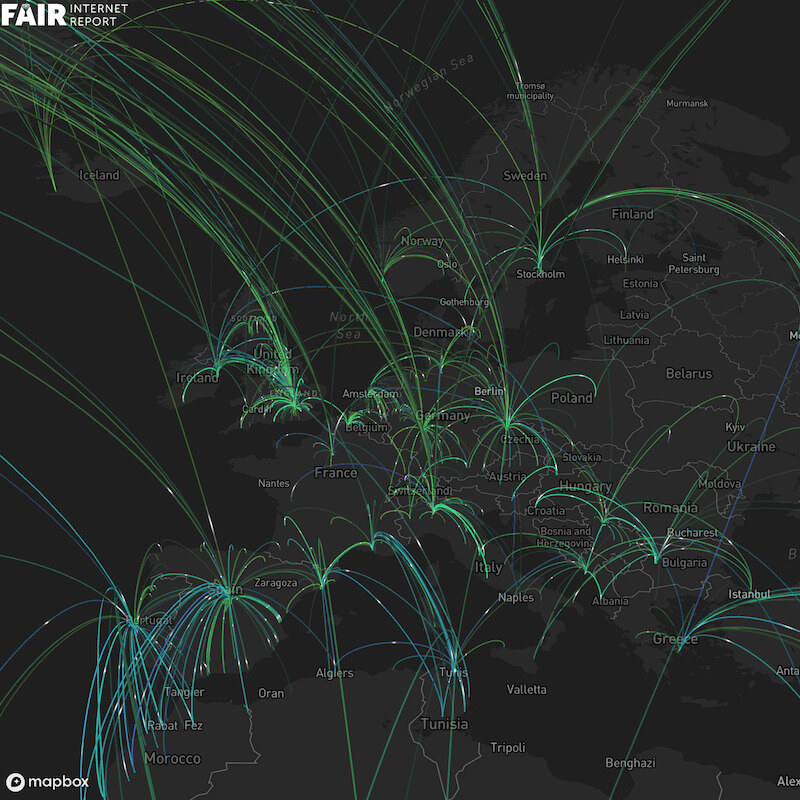 FAIR INTERNET
REPORT
Norwegian Sea
Tromsø
municipality
Murmansk
Iceland
Sweden
Finland
Norway
Oslo
Helsinki
Saint
Petersburg
Stockholm
Estonia
Gothenburg
Latvia
North
Sea
SCOTLAND
Denmark
Lithuania
United
Kingdom
Ireland
Belarus
ENGLAND
Amsterdam
Berlin
Poland
Cardiff
Germany
Belgium
Kyiv
Czechia
Ukraine
Slovakia
France
Nantes
Austria
Hungary
Moldova
Switzerland
Croatia
Romania
Bosnia and
Herzegovina
Bucharest
Italy
Bulgaria
Zaragoza
Spain
Naples
Albania
Istanbul
Portugal
Greece
Algiers
Tunis
Tangier
Oran
Valletta
Rabat
Fez
Tunisia
Tripoli
Morocco
Benghazi
mapbox